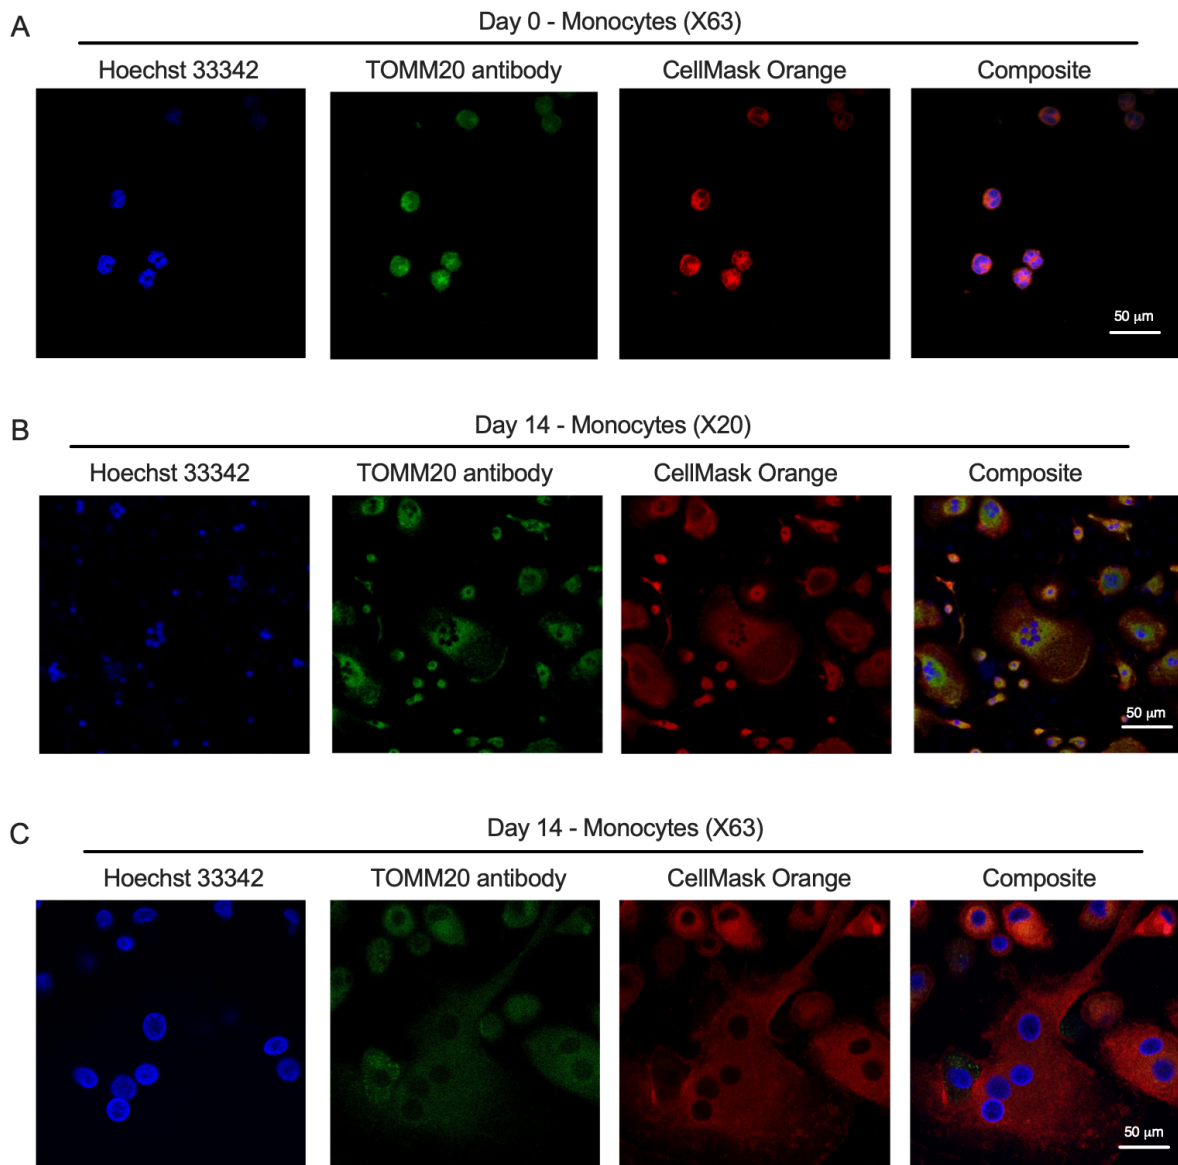 A
Day 0 - Monocytes (X63)
Hoechst 33342 TOMM20 antibody CellMask Orange Composite
50 μm
B
Day 14 - Monocytes (X20)
Hoechst 33342 TOMM20 antibody CellMask Orange Composite
50 μm
C
Day 14 - Monocytes (X63)
Hoechst 33342 TOMM20 antibody CellMask Orange Composite
50 μm